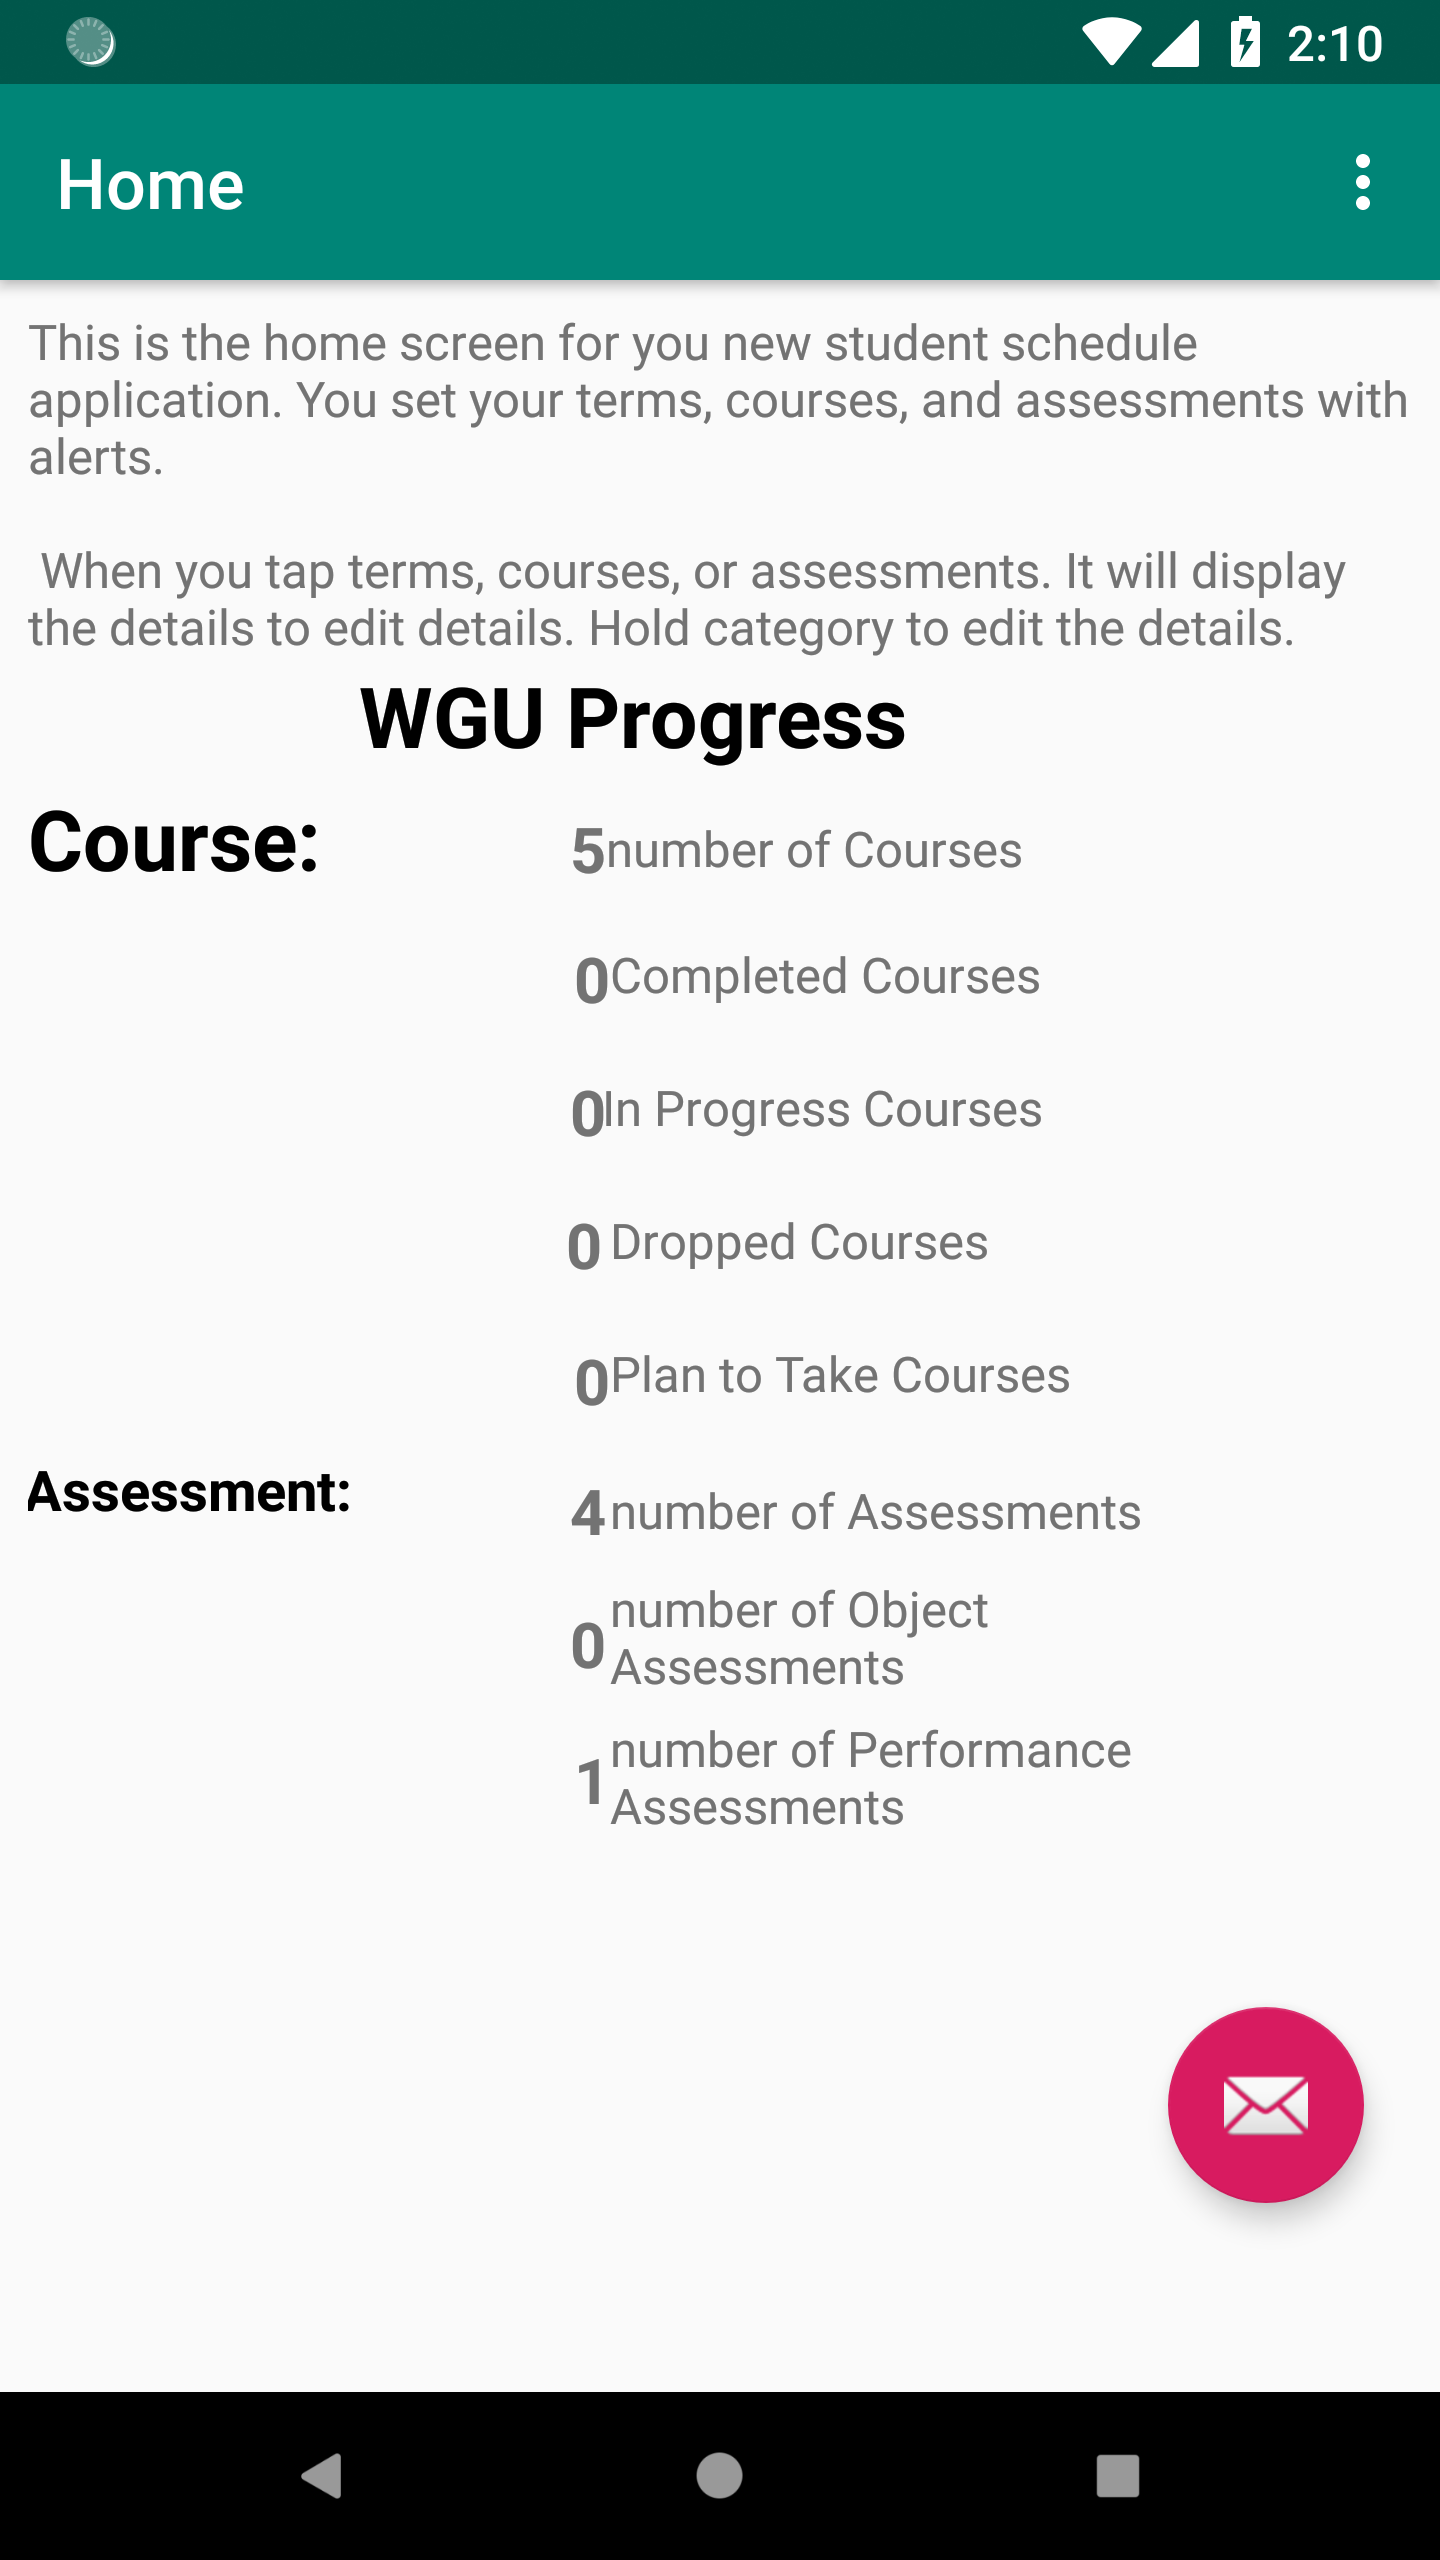 2:10
Home
This is the home screen for you new student schedule
application. You set your terms, courses, and assessments with
alerts.
When you tap terms, courses, or assessments. It will display
the details to edit details. Hold category to edit the details.
WGU Progress
Course:
5number of Courses
0Completed Courses
0In Progress Courses
0 Dropped Courses
0Plan to Take Courses
Assessment:
4number of Assessments
0
number of Object
Assessments
1
number of Performance
Assessments